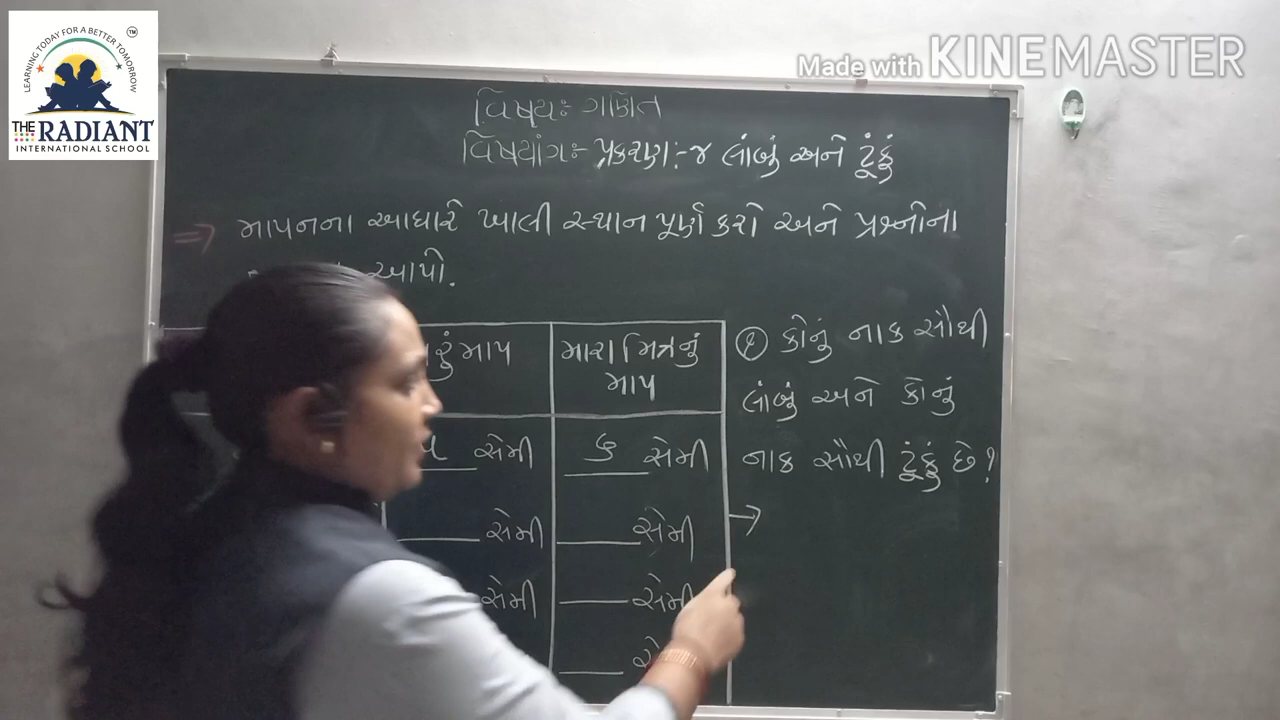 LEARNING TODAY FOR A BETTER TOMORROW
TM
THE RADIANT
INTERNATIONAL SCHOOL
Made with KINEMASTER
વિષય:- ગણિત
વિષયાંગ:- પ્રકરણ:-૪ લાંબું અને ટૂંકું
⇒ માપનના આધારે ખાલી સ્થાન પૂર્ણ કરો અને પ્રશ્નોના
આપો.
માપ
મારા મિત્રનું
માપ
૫ સેમી
૬ સેમી
સેમી
સેમી
સેમી
સેમી
① કોનું નાક સૌથી
લાંબું અને કોનું
નાક સૌથી ટૂંકું છે?
→